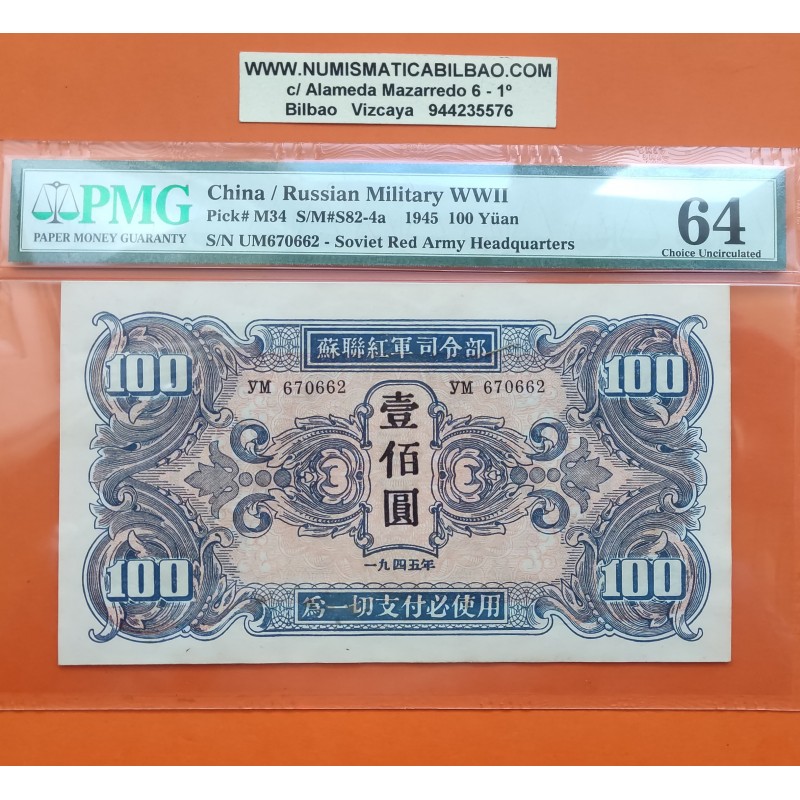 WWW.NUMISMATICABILBAO.COM
c/ Alameda Mazarredo 6 - 1º
Bilbao Vizcaya 944235576
PMG
PAPER MONEY GUARANTY
China / Russian Military WWII
Pick# M34 S/M#S82-4a 1945 100 Yüan
S/N UM670662 - Soviet Red Army Headquarters
64
Choice Uncirculated
蘇聯紅軍司令部
100 100
УМ 670662 УМ 670662
壹佰圓
一九四五年
100 100
爲一切支付必使用